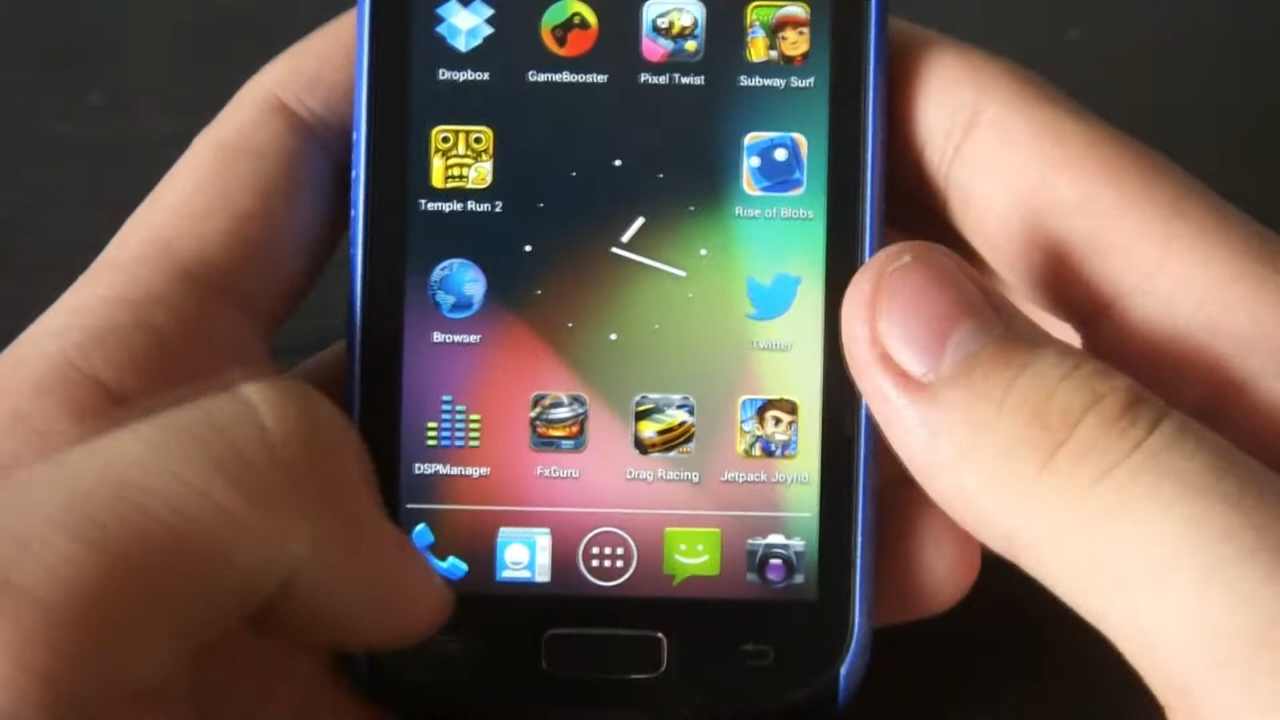 Dropbox
GameBooster
Pixel Twist
Subway Surf
Temple Run 2
Rise of Blobs
Browser
Twitter
DSPManager
FxGuru
Drag Racing
Jetpack Joyrid